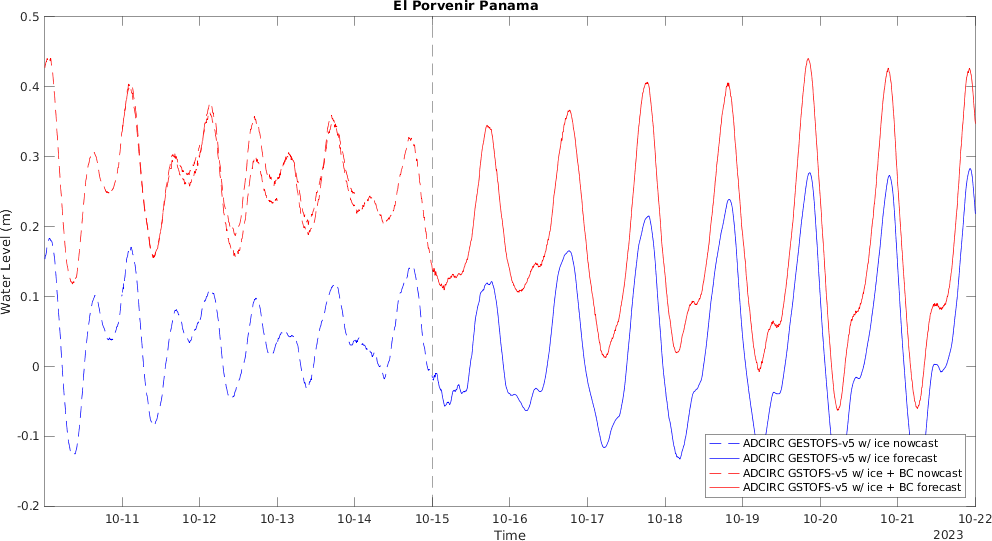 El Porvenir Panama
Water Level (m)
0.5
0.4
0.3
0.2
0.1
0
-0.1
-0.2
ADCIRC GESTOFS-v5 w/ ice nowcast
ADCIRC GESTOFS-v5 w/ ice forecast
ADCIRC GSTOFS-v5 w/ ice + BC nowcast
ADCIRC GSTOFS-v5 w/ ice + BC forecast
10-11 10-12 10-13 10-14 10-15 10-16 10-17 10-18 10-19 10-20 10-21 10-22
Time
2023